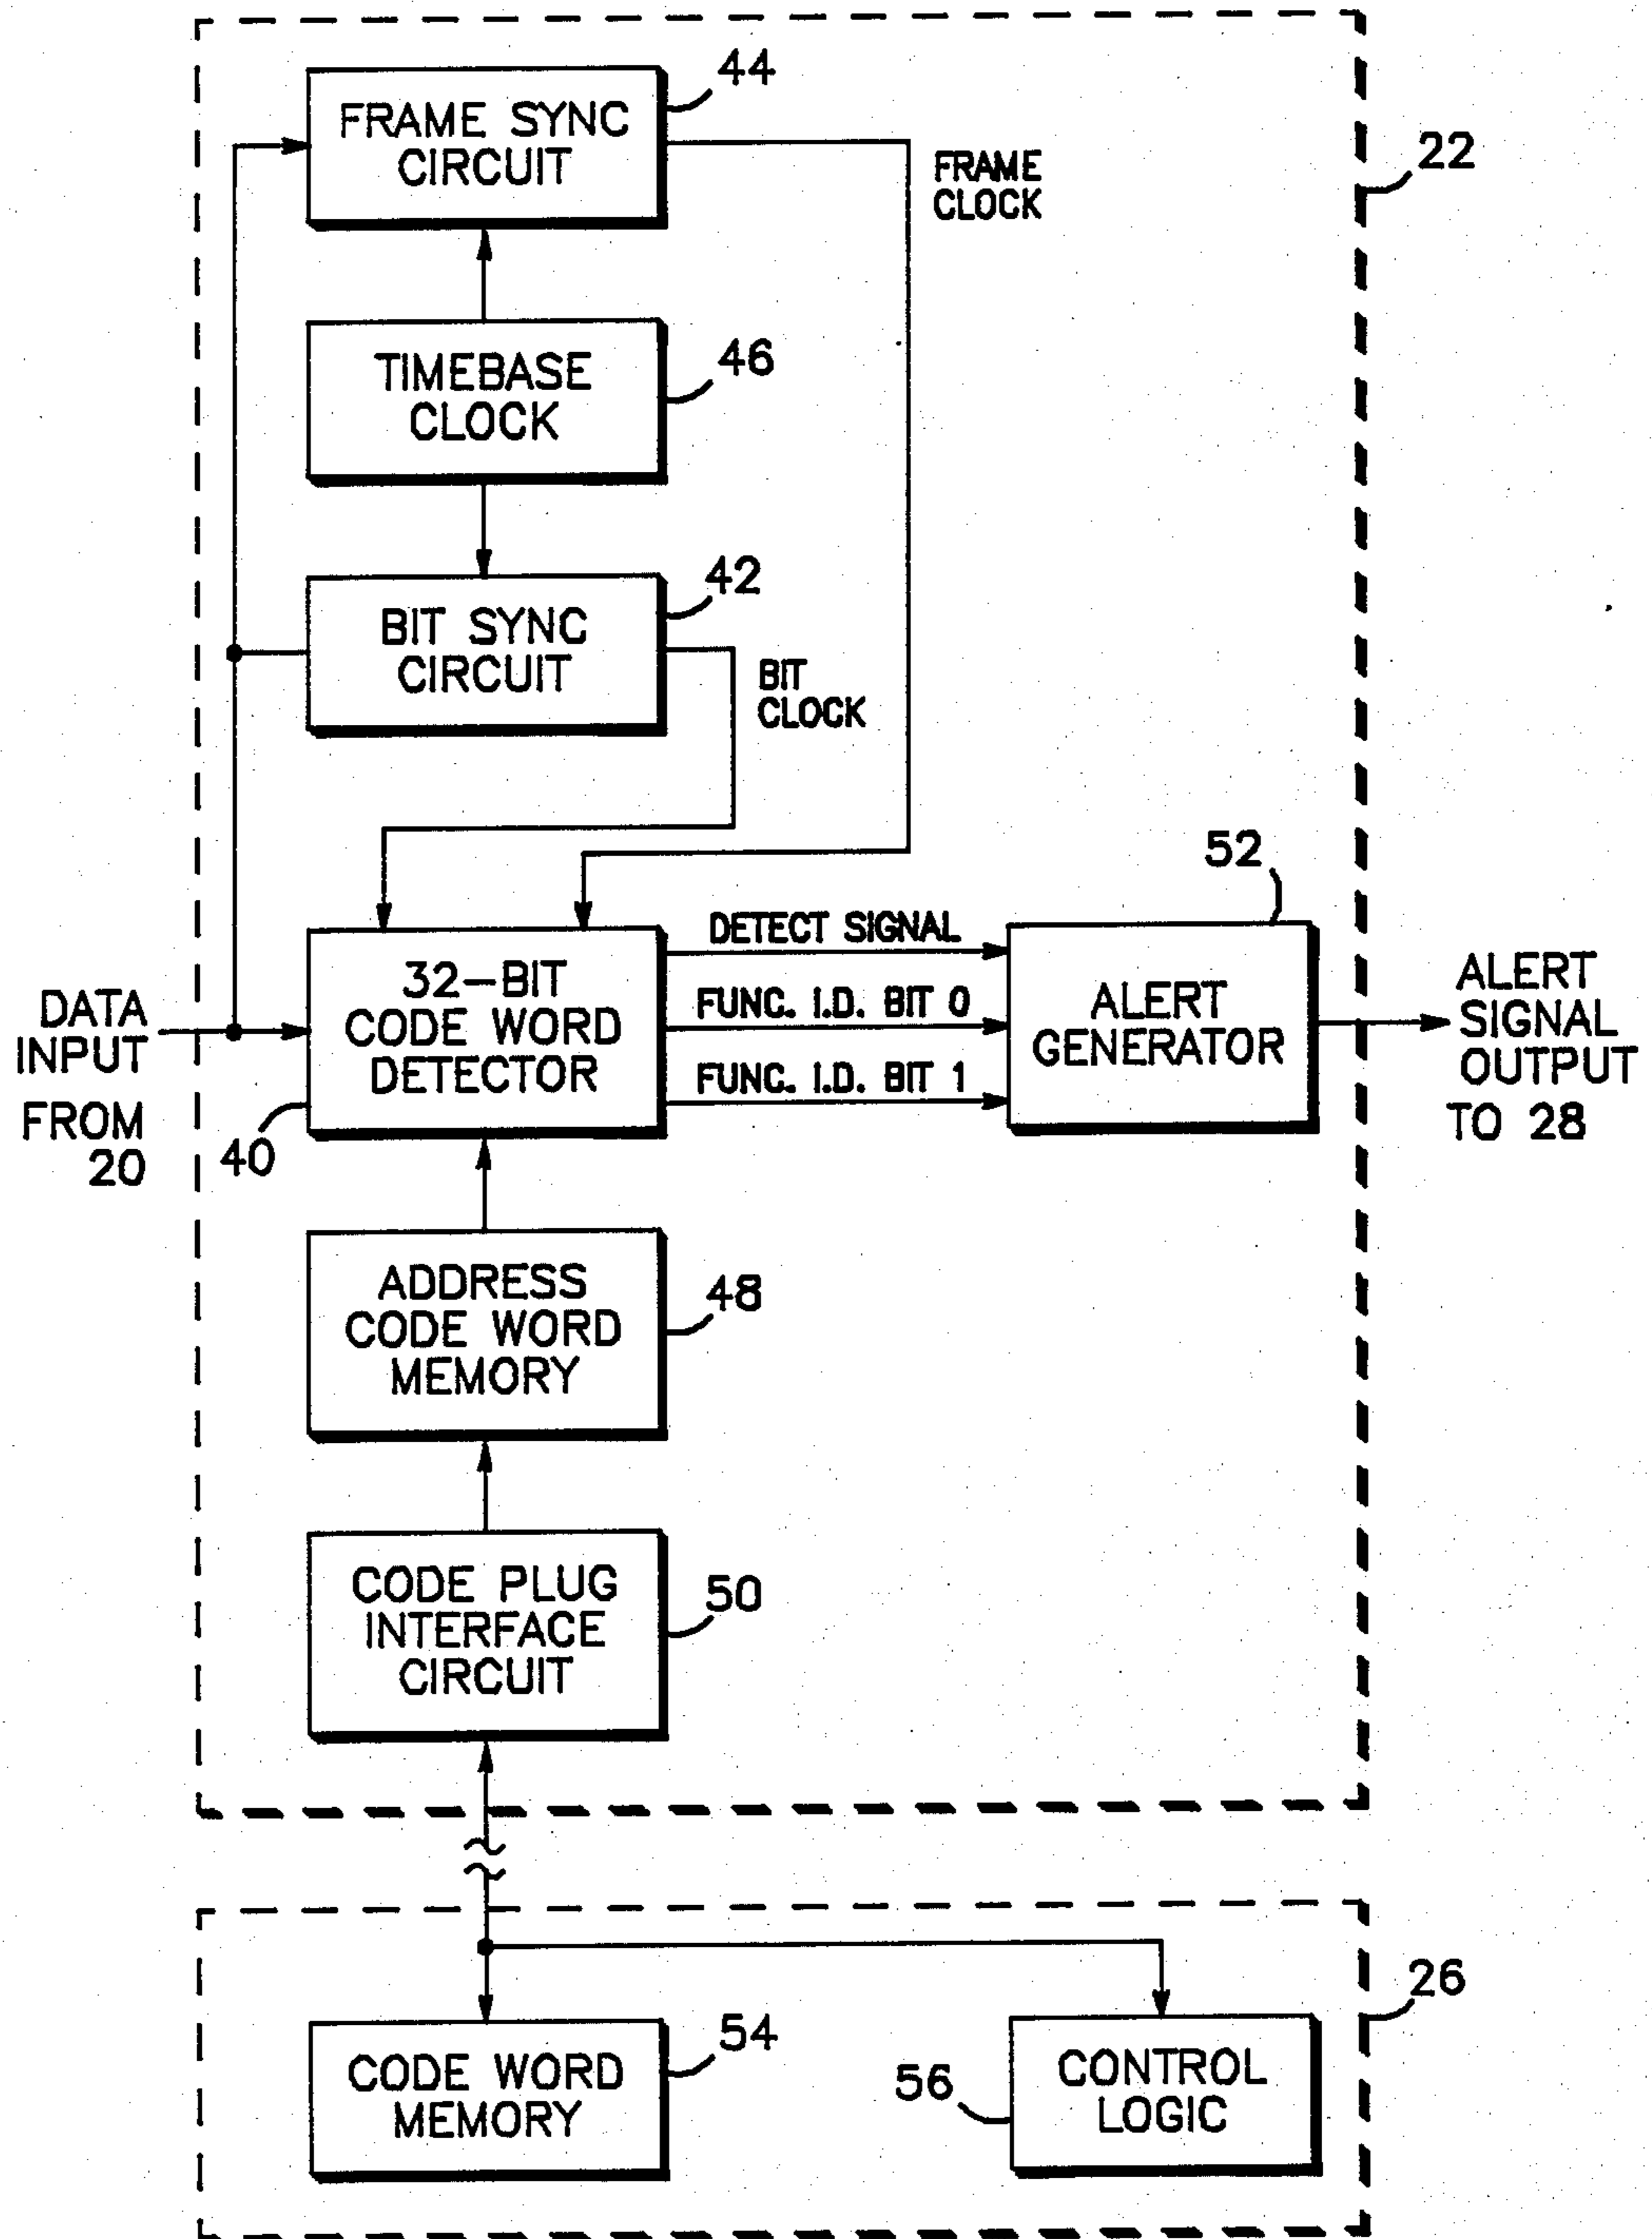 44
FRAME SYNC
CIRCUIT
22
FRAME
CLOCK
46
TIMEBASE
CLOCK
42
BIT SYNC
CIRCUIT
BIT
CLOCK
52
DETECT SIGNAL
32-BIT
CODE WORD
DETECTOR
FUNC. I.D. BIT 0
FUNC. I.D. BIT 1
ALERT
GENERATOR
ALERT
SIGNAL
OUTPUT
TO 28
DATA
INPUT
FROM
20
40
ADDRESS
CODE WORD
MEMORY
48
CODE PLUG
INTERFACE
CIRCUIT
50
26
54
CODE WORD
MEMORY
56
CONTROL
LOGIC